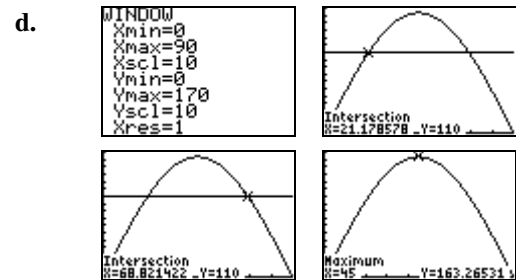 d.
WINDOW
Xmin=0
Xmax=90
Xscl=10
Ymin=0
Ymax=170
Yscl=10
Xres=1
Intersection
X=21.178578 Y=110
Intersection
X=68.821422 Y=110
Maximum
X=45 Y=163.26531